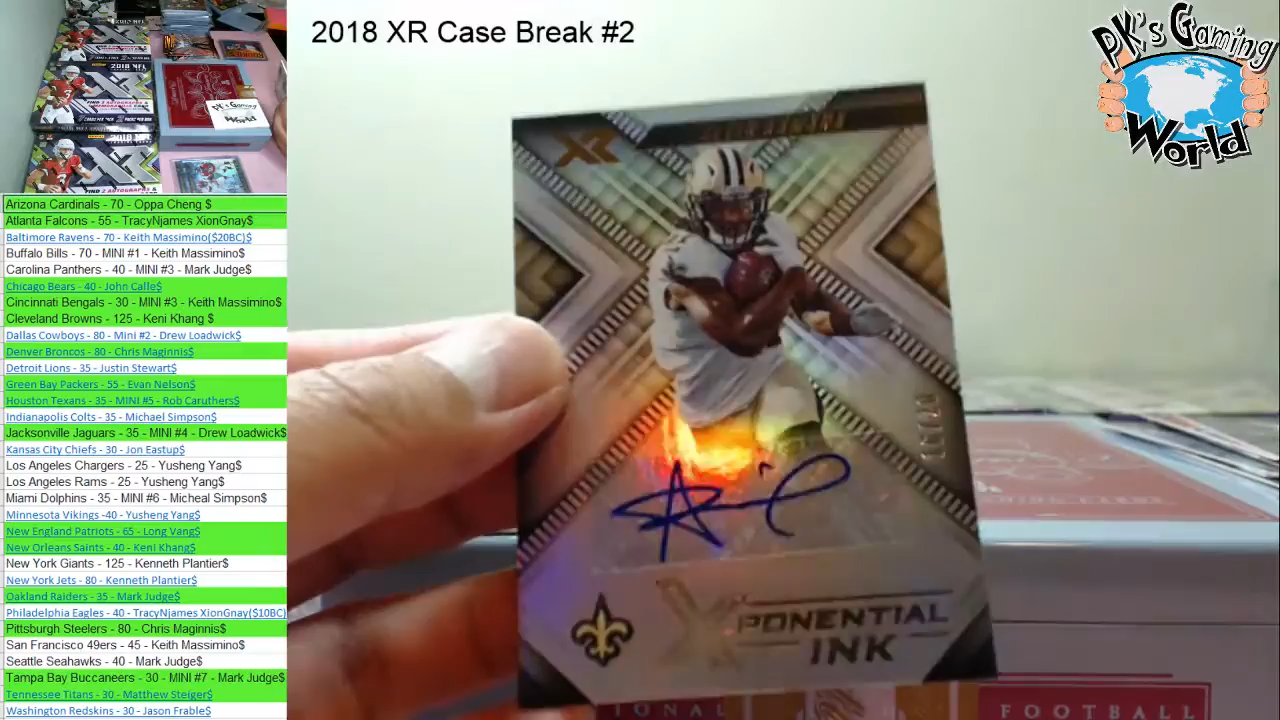 2018 XR Case Break #2
PK's Gaming
World
2018 NFL
Arizona Cardinals - 70 - Oppa Cheng $
Atlanta Falcons - 55 - TracyNjames XionGnay$
Baltimore Ravens - 70 - Keith Massimino($20BC)$
Buffalo Bills - 70 - MINI #1 - Keith Massimino$
Carolina Panthers - 40 - MINI #3 - Mark Judge$
Chicago Bears - 40 - John Calle$
Cincinnati Bengals - 30 - MINI #3 - Keith Massimino$
Cleveland Browns - 125 - Keni Khang $
Dallas Cowboys - 80 - Mini #2 - Drew Loadwick$
Denver Broncos - 80 - Chris Maginnis$
Detroit Lions - 35 - Justin Stewart$
Green Bay Packers - 55 - Evan Nelson$
Houston Texans - 35 - MINI #5 - Rob Caruthers$
Indianapolis Colts - 35 - Michael Simpson$
Jacksonville Jaguars - 35 - MINI #4 - Drew Loadwick$
Kansas City Chiefs - 30 - Jon Eastup$
Los Angeles Chargers - 25 - Yusheng Yang$
Los Angeles Rams - 25 - Yusheng Yang$
Miami Dolphins - 35 - MINI #6 - Micheal Simpson$
Minnesota Vikings -40 - Yusheng Yang$
New England Patriots - 65 - Long Vang$
New Orleans Saints - 40 - Keni Khang$
New York Giants - 125 - Kenneth Plantier$
New York Jets - 80 - Kenneth Plantier$
Oakland Raiders - 35 - Mark Judge$
Philadelphia Eagles - 40 - TracyNjames XionGnay($10BC)
Pittsburgh Steelers - 80 - Chris Maginnis$
San Francisco 49ers - 45 - Keith Massimino$
Seattle Seahawks - 40 - Mark Judge$
Tampa Bay Buccaneers - 30 - MINI #7 - Mark Judge$
Tennessee Titans - 30 - Matthew Steiger$
Washington Redskins - 30 - Jason Frable$
XR
XPONENTIAL
INK
IONAL
FOOTBALL